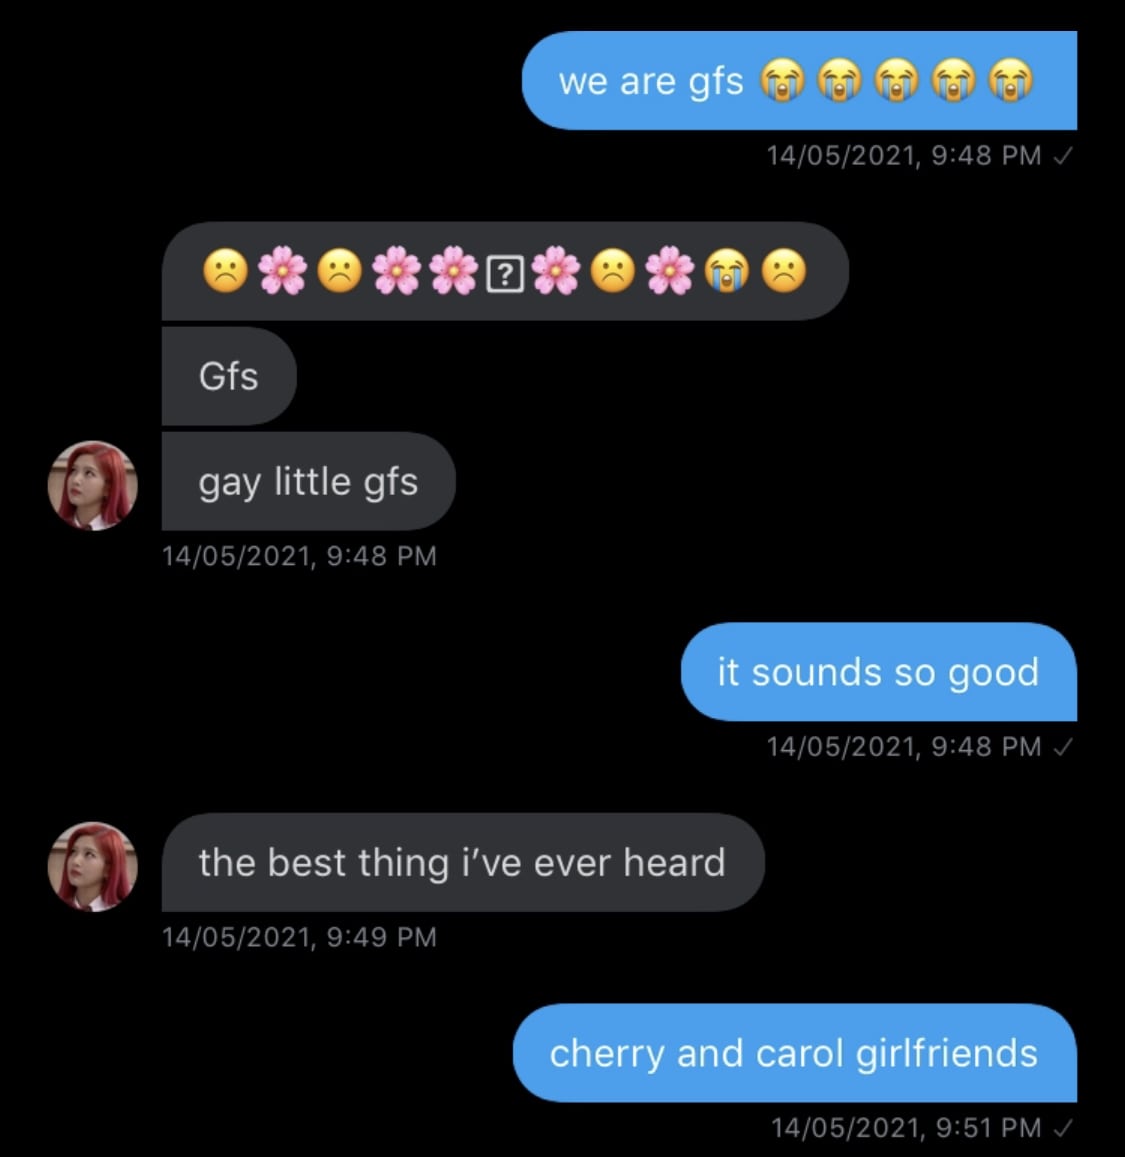 we are gfs 😭😭😭😭😭
14/05/2021, 9:48 PM ✓
☹️🌸☹️🌸🌸⍰🌸☹️🌸😭☹️
Gfs
gay little gfs
14/05/2021, 9:48 PM
it sounds so good
14/05/2021, 9:48 PM ✓
the best thing i’ve ever heard
14/05/2021, 9:49 PM
cherry and carol girlfriends
14/05/2021, 9:51 PM ✓